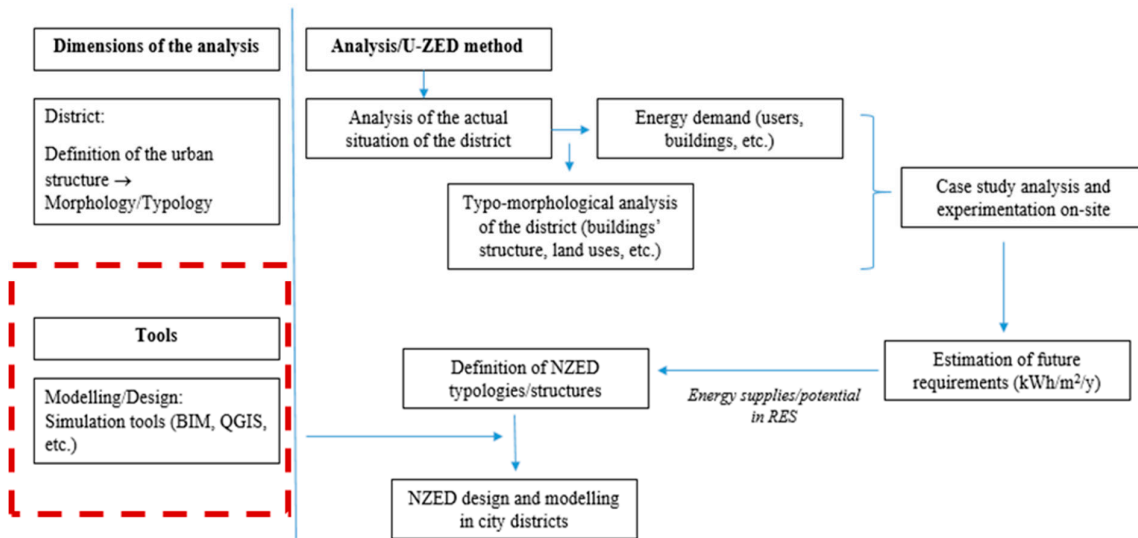 Dimensions of the analysis
District:
Definition of the urban
structure →
Morphology/Typology
Tools
Modelling/Design:
Simulation tools (BIM, QGIS,
etc.)
Analysis/U-ZED method
Analysis of the actual
situation of the district
Energy demand (users,
buildings, etc.)
Typo-morphological analysis
of the district (buildings’
structure, land uses, etc.)
Case study analysis and
experimentation on-site
Estimation of future
requirements (kWh/m²/y)
Energy supplies/potential
in RES
Definition of NZED
typologies/structures
NZED design and modelling
in city districts